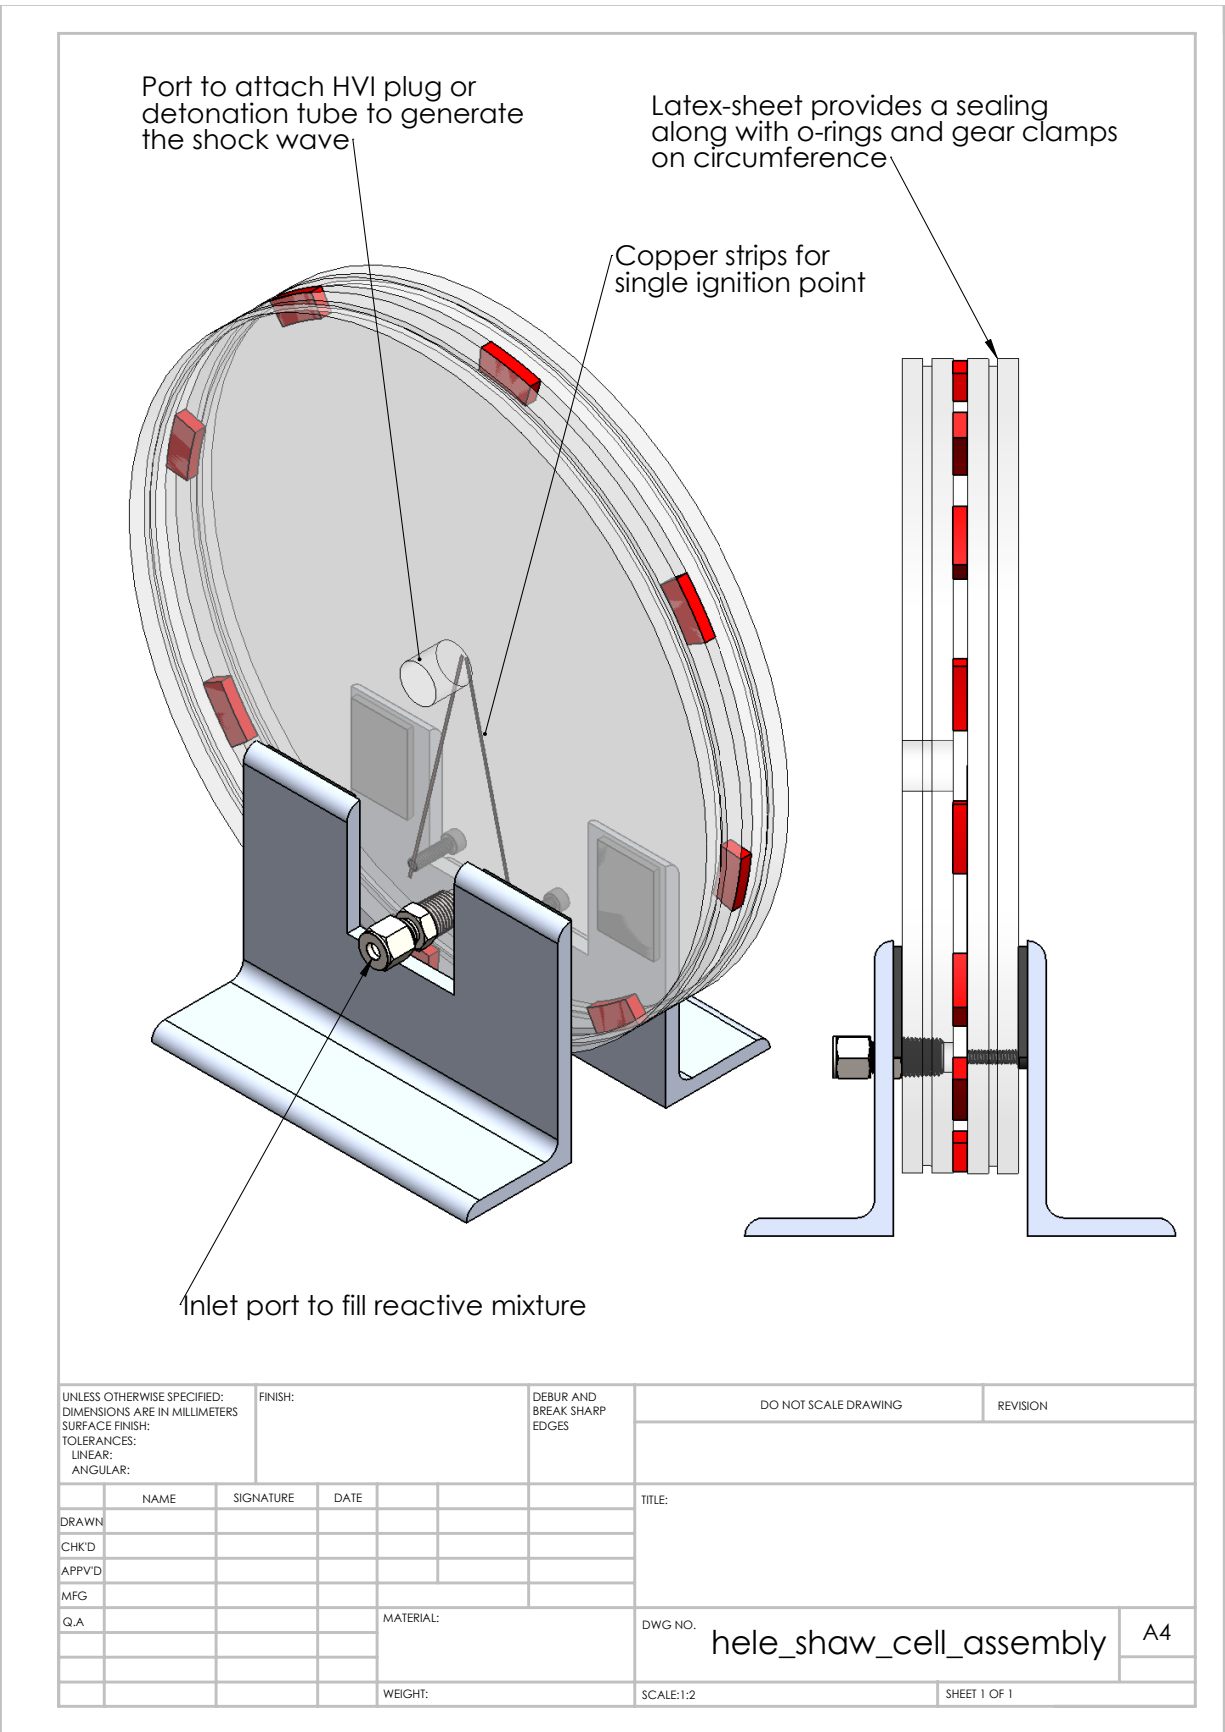 Port to attach HVI plug or
detonation tube to generate
the shock wave
Latex-sheet provides a sealing
along with o-rings and gear clamps
on circumference
Copper strips for
single ignition point
Inlet port to fill reactive mixture
UNLESS OTHERWISE SPECIFIED:
DIMENSIONS ARE IN MILLIMETERS
SURFACE FINISH:
TOLERANCES:
LINEAR:
ANGULAR:
FINISH:
DEBUR AND
BREAK SHARP
EDGES
DO NOT SCALE DRAWING
REVISION
NAME
SIGNATURE
DATE
TITLE:
DRAWN
CHK'D
APPV'D
MFG
Q.A
MATERIAL:
DWG NO.
hele_shaw_cell_assembly
A4
WEIGHT:
SCALE:1:2
SHEET 1 OF 1